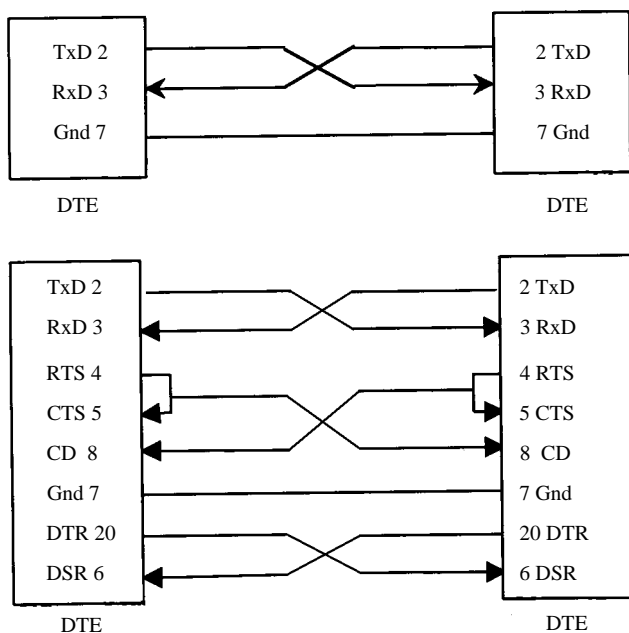 TxD 2 2 TxD
RxD 3 3 RxD
Gnd 7 7 Gnd
DTE DTE
TxD 2 2 TxD
RxD 3 3 RxD
RTS 4 4 RTS
CTS 5 5 CTS
CD 8 8 CD
Gnd 7 7 Gnd
DTR 20 20 DTR
DSR 6 6 DSR
DTE DTE